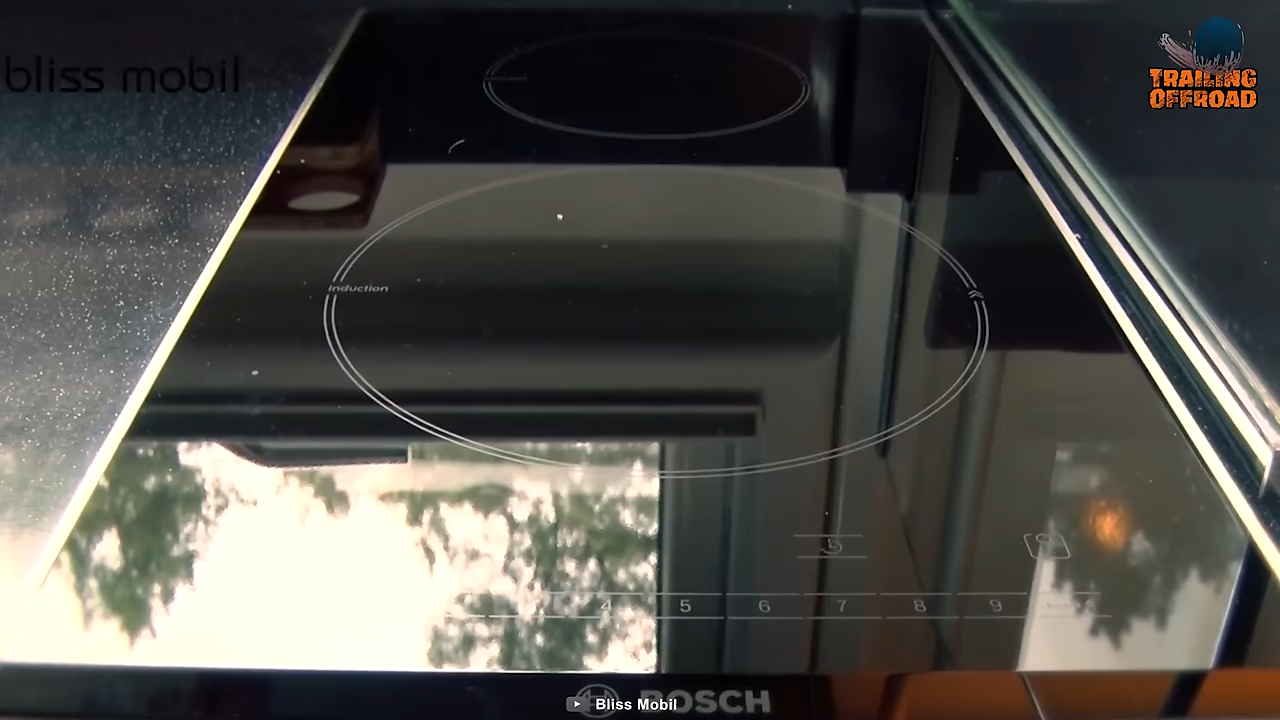 bliss mobil
TRAILING
OFFROAD
induction
4 5 6 7 8 9
BOSCH
Bliss Mobil